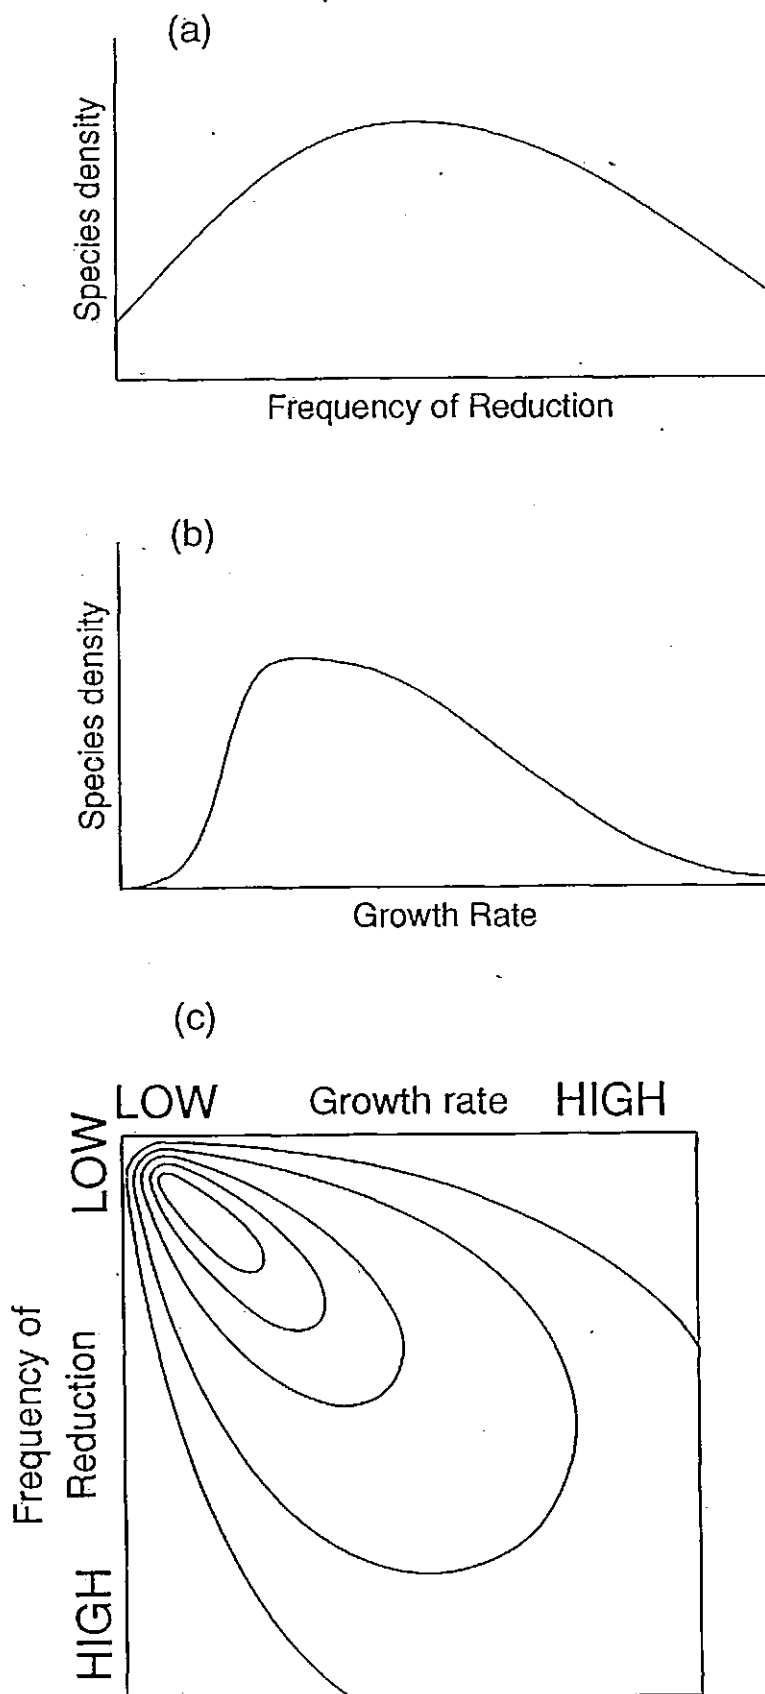 (a)
Species density
Frequency of Reduction
(b)
Species density
Growth Rate
(c)
LOW Growth rate HIGH
LOW
Frequency of
Reduction
HIGH